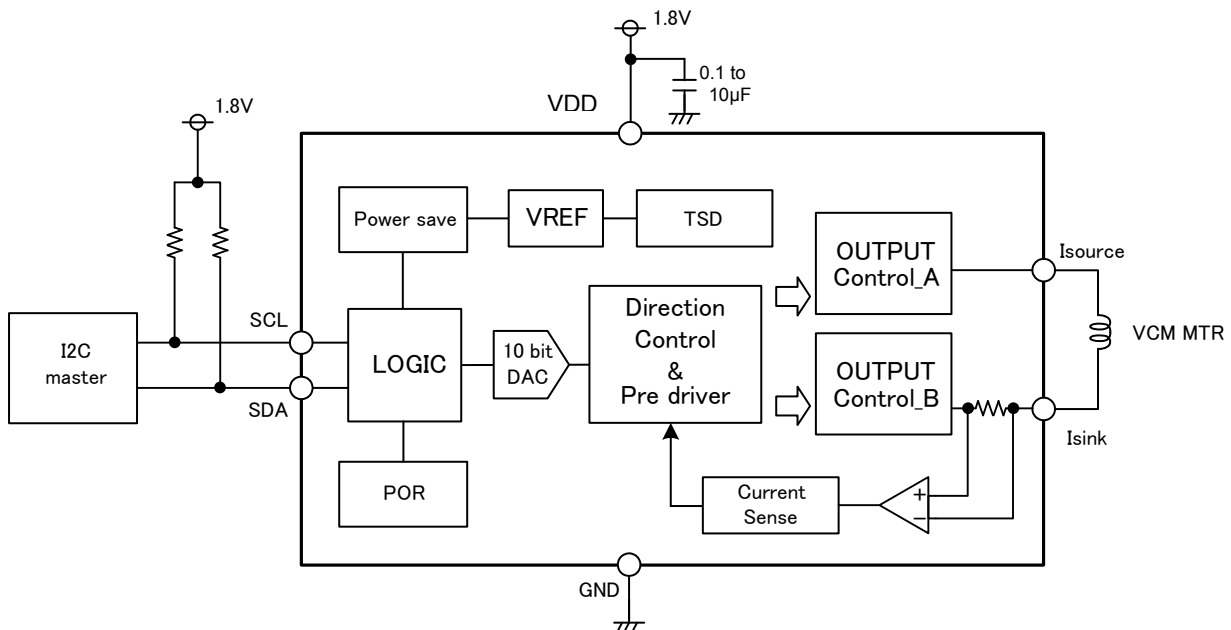 1.8V
0.1 to
10μF
VDD
1.8V
Power save
VREF
TSD
OUTPUT
Control_A
Isource
SCL
Direction
Control
&
Pre driver
VCM MTR
I2C
master
LOGIC
10 bit
DAC
OUTPUT
Control_B
SDA
Isink
POR
Current
Sense
+
−
GND